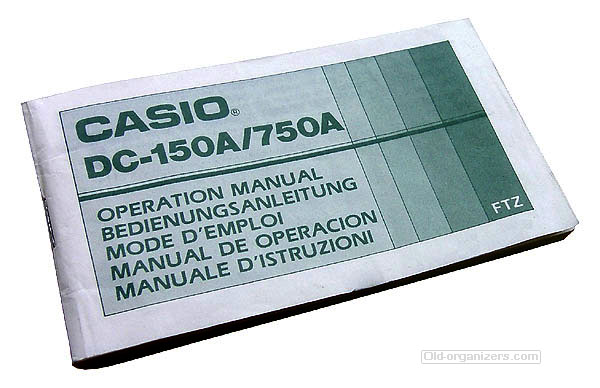 CASIO®
DC-150A/750A
OPERATION MANUAL
BEDIENUNGSANLEITUNG
MODE D'EMPLOI
MANUAL DE OPERACION
MANUALE D'ISTRUZIONI
FTZ
Old-organizers.com